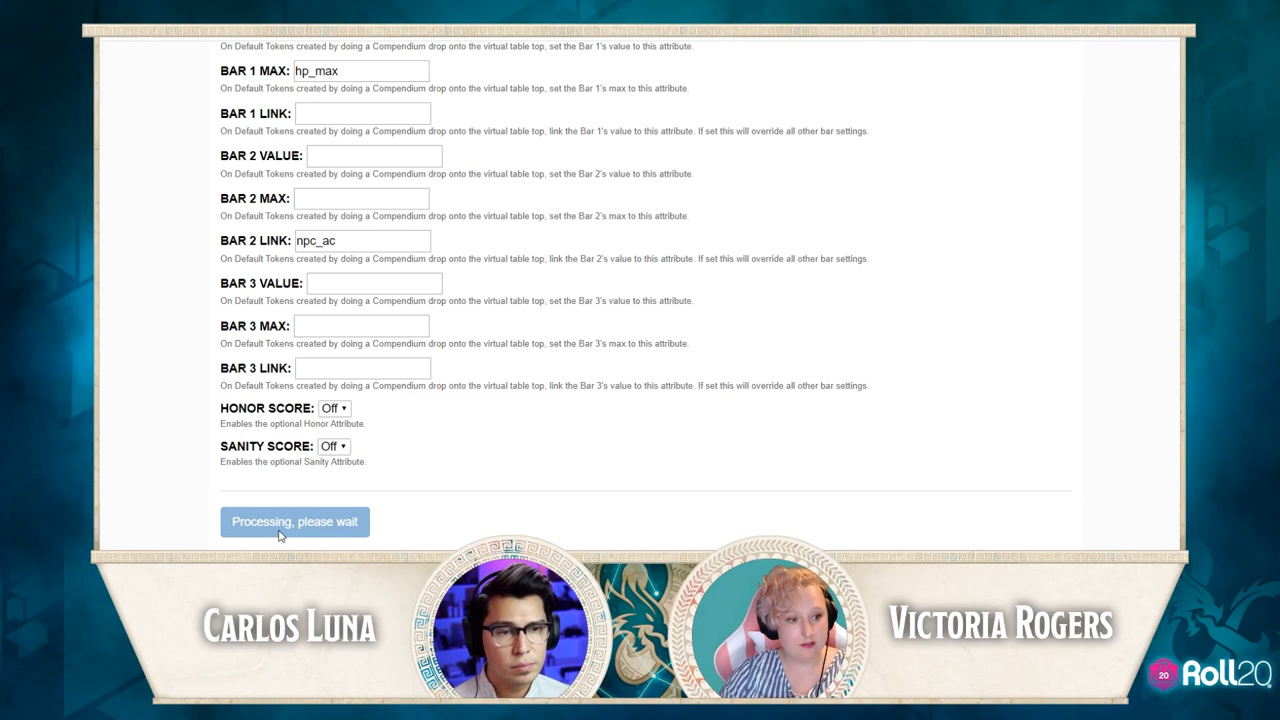 On Default Tokens created by doing a Compendium drop onto the virtual table top, set the Bar 1's value to this attribute.
BAR 1 MAX: hp_max
On Default Tokens created by doing a Compendium drop onto the virtual table top, set the Bar 1's max to this attribute.
BAR 1 LINK:
On Default Tokens created by doing a Compendium drop onto the virtual table top, link the Bar 1's value to this attribute. If set this will override all other bar settings.
BAR 2 VALUE:
On Default Tokens created by doing a Compendium drop onto the virtual table top, set the Bar 2's value to this attribute.
BAR 2 MAX:
On Default Tokens created by doing a Compendium drop onto the virtual table top, set the Bar 2's max to this attribute.
BAR 2 LINK: npc_ac
On Default Tokens created by doing a Compendium drop onto the virtual table top, link the Bar 2's value to this attribute. If set this will override all other bar settings.
BAR 3 VALUE:
On Default Tokens created by doing a Compendium drop onto the virtual table top, set the Bar 3's value to this attribute.
BAR 3 MAX:
On Default Tokens created by doing a Compendium drop onto the virtual table top, set the Bar 3's max to this attribute.
BAR 3 LINK:
On Default Tokens created by doing a Compendium drop onto the virtual table top, link the Bar 3's value to this attribute. If set this will override all other bar settings.
HONOR SCORE: Off
Enables the optional Honor Attribute.
SANITY SCORE: Off
Enables the optional Sanity Attribute.
Processing, please wait
CARLOS LUNA
VICTORIA ROGERS
20 Roll20